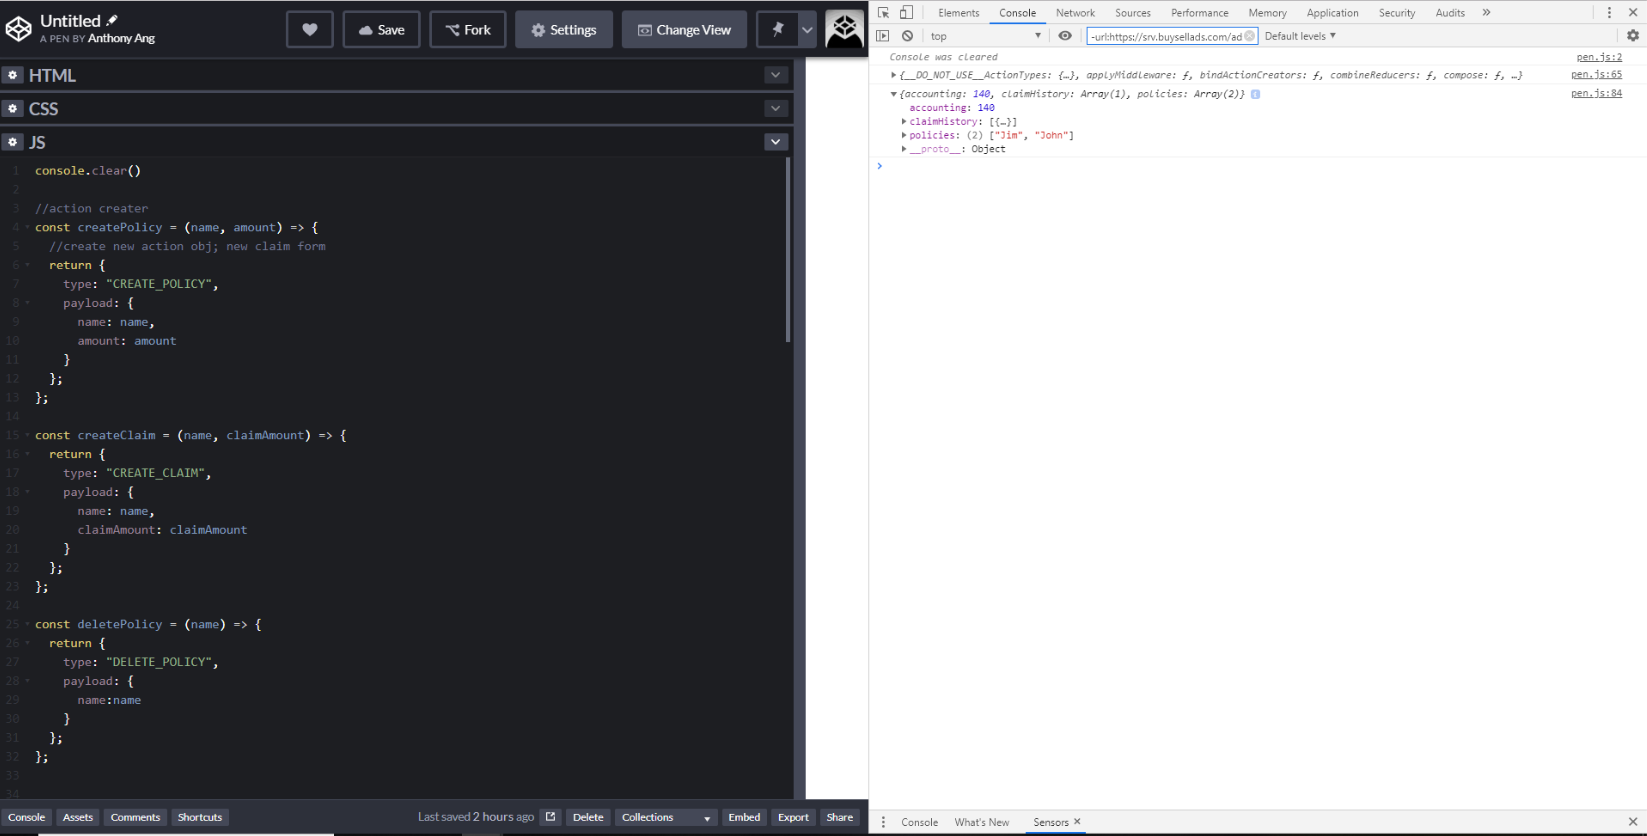 Untitled
A PEN BY Anthony Ang
Save
Fork
Settings
Change View
HTML
CSS
JS
1 console.clear()
2
3 //action creater
4 const createPolicy = (name, amount) => {
5 //create new action obj; new claim form
6 return {
7 type: "CREATE_POLICY",
8 payload: {
9 name: name,
10 amount: amount
11 }
12 };
13 };
14
15 const createClaim = (name, claimAmount) => {
16 return {
17 type: "CREATE_CLAIM",
18 payload: {
19 name: name,
20 claimAmount: claimAmount
21 }
22 };
23 };
24
25 const deletePolicy = (name) => {
26 return {
27 type: "DELETE_POLICY",
28 payload: {
29 name:name
30 }
31 };
32 };
33
34
Console Assets Comments Shortcuts Last saved 2 hours ago Delete Collections Embed Export Share
Elements Console Network Sources Performance Memory Application Security Audits »
top -url:https://srv.buysellads.com/ad Default levels
Console was cleared pen.js:2
{__DO_NOT_USE__ActionTypes: {…}, applyMiddleware: ƒ, bindActionCreators: ƒ, combineReducers: ƒ, compose: ƒ, …} pen.js:65
{accounting: 140, claimHistory: Array(1), policies: Array(2)} pen.js:84
accounting: 140
claimHistory: [{…}]
policies: (2) ["Jim", "John"]
__proto__: Object
Console What's New Sensors